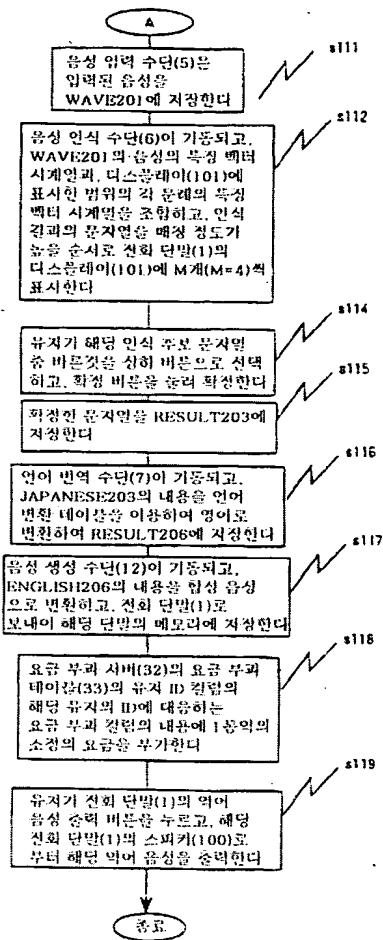 A
s111
음성 입력 수단(5)은
입력된 음성을
WAVE201에 저장한다
s112
음성 인식 수단(6)이 기동되고,
WAVE201의 음성의 특징 벡터
시계열과, 디스플레이(101)에
표시한 범위의 각 문례의 특징
벡터 시계열을 조합하고, 인식
결과의 문자열을 매칭 정도가
높을 순서로 전화 단말(1)의
디스플레이(101)에 M개(M=4)씩
표시한다
s114
유저가 해당 인식 후보 문자열
중 바른것을 상하 버튼으로 선택
하고, 확정 버튼을 눌러 확정한다
s115
확정한 문자열을 RESULT203에
저장한다
s116
언어 번역 수단(7)이 기동되고,
JAPANESE203의 내용을 언어
변환 테이블을 이용하여 영어로
변환하여 RESULT206에 저장한다
s117
음성 생성 수단(12)이 기동되고,
ENGLISH206의 내용을 합성 음성
으로 변환하고, 전화 단말(1)로
보내어 해당 단말의 메모리에 저장한다
s118
요금 부과 서버(32)의 요금 부과
테이블(33)의 유저 ID 컬럼의
해당 유저의 ID에 대응하는
요금 부과 컬럼의 내용에 1통역의
소정의 요금을 부가한다
s119
유저가 전화 단말(1)의 역어
음성 출력 버튼을 누르고, 해당
전화 단말(1)의 스피커(100)로
부터 해당 역어 음성을 출력한다
종료